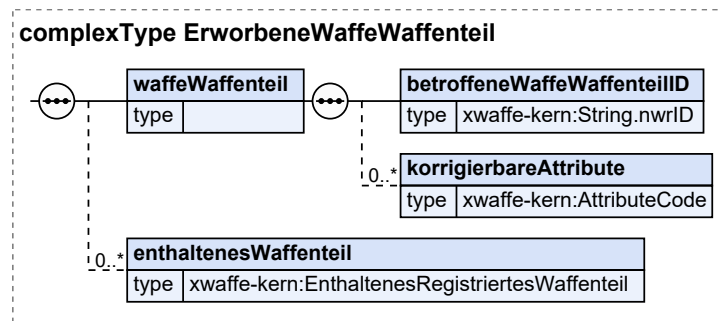 complexType ErworbeneWaffeWaffenteil
waffeWaffenteil
type
betroffeneWaffeWaffenteilID
type xwaffe-kern:String.nwrID
0..*
korrigierbareAttribute
type xwaffe-kern:AttributeCode
0..*
enthaltenesWaffenteil
type xwaffe-kern:EnthaltenesRegistriertesWaffenteil